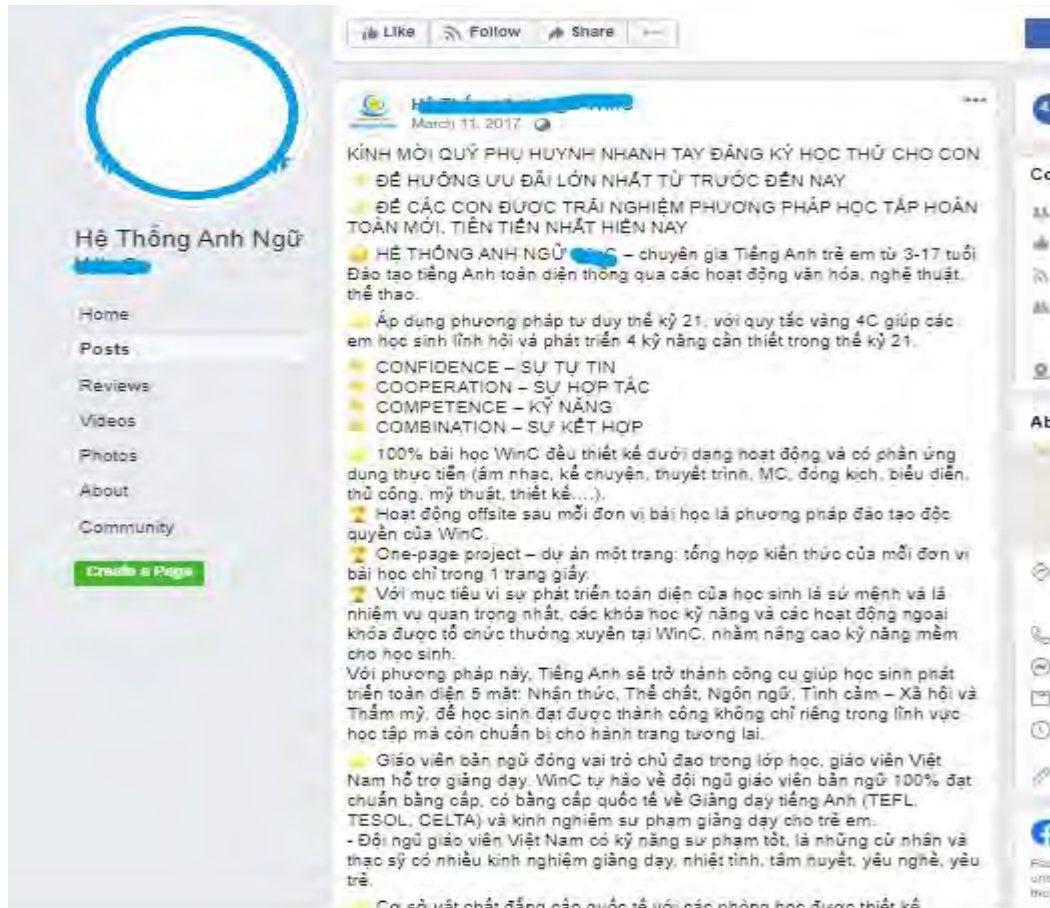 Like Follow Share
March 11, 2017
KÍNH MỜI QUÝ PHỤ HUYNH NHANH TAY ĐĂNG KÝ HỌC THỬ CHO CON
ĐỂ HƯỞNG ƯU ĐÃI LỚN NHẤT TỪ TRƯỚC ĐẾN NAY
ĐỂ CÁC CON ĐƯỢC TRẢI NGHIỆM PHƯƠNG PHÁP HỌC TẬP HOÀN
TOÀN MỚI, TIÊN TIẾN NHẤT HIỆN NAY
HỆ THỐNG ANH NGỮ – chuyên gia Tiếng Anh trẻ em từ 3-17 tuổi
Đào tạo tiếng Anh toàn diện thông qua các hoạt động văn hóa, nghệ thuật,
thể thao.
Áp dụng phương pháp tư duy thế kỷ 21, với quy tắc vàng 4C giúp các
em học sinh lĩnh hội và phát triển 4 kỹ năng cần thiết trong thế kỷ 21.
CONFIDENCE – SỰ TỰ TIN
COOPERATION – SỰ HỢP TÁC
COMPETENCE – KỸ NĂNG
COMBINATION – SỰ KẾT HỢP
100% bài học WinC đều thiết kế dưới dạng hoạt động và có phần ứng
dụng thực tiễn (âm nhạc, kể chuyện, thuyết trình, MC, đóng kịch, biểu diễn,
thủ công, mỹ thuật, thiết kế....).
Hoạt động offsite sau mỗi đơn vị bài học là phương pháp đào tạo độc
quyền của WinC.
One-page project – dự án một trang: tổng hợp kiến thức của mỗi đơn vị
bài học chỉ trong 1 trang giấy.
Với mục tiêu vì sự phát triển toàn diện của học sinh là sứ mệnh và là
nhiệm vụ quan trọng nhất, các khóa học kỹ năng và các hoạt động ngoại
khóa được tổ chức thường xuyên tại WinC, nhằm nâng cao kỹ năng mềm
cho học sinh.
Với phương pháp này, Tiếng Anh sẽ trở thành công cụ giúp học sinh phát
triển toàn diện 5 mặt: Nhận thức, Thể chất, Ngôn ngữ, Tình cảm – Xã hội và
Thẩm mỹ, để học sinh đạt được thành công không chỉ riêng trong lĩnh vực
học tập mà còn chuẩn bị cho hành trang tương lai.
Giáo viên bản ngữ đóng vai trò chủ đạo trong lớp học, giáo viên Việt
Nam hỗ trợ giảng dạy. WinC tự hào về đội ngũ giáo viên bản ngữ 100% đạt
chuẩn bằng cấp, có bằng cấp quốc tế về Giảng dạy tiếng Anh (TEFL,
TESOL, CELTA) và kinh nghiệm sư phạm giảng dạy cho trẻ em.
- Đội ngũ giáo viên Việt Nam có kỹ năng sư phạm tốt, là những cử nhân và
thạc sỹ có nhiều kinh nghiệm giảng dạy, nhiệt tình, tâm huyết, yêu nghề, yêu
trẻ.
Cơ sở vật chất đẳng cấp quốc tế với các phòng học được thiết kế
Hệ Thống Anh Ngữ
Home
Posts
Reviews
Videos
Photos
About
Community
Create a Page